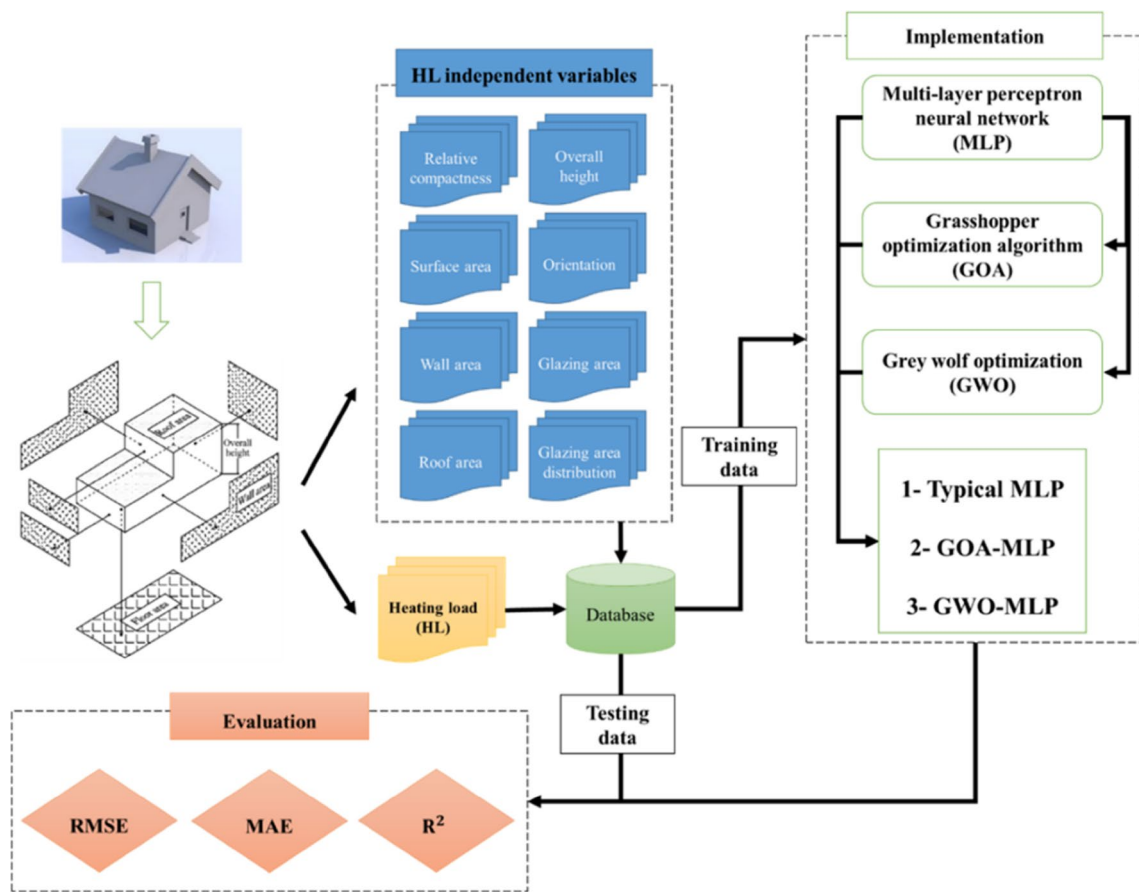 HL independent variables
Relative
compactness
Overall
height
Surface area
Orientation
Wall area
Glazing area
Roof area
Glazing area
distribution
Roof area
Overall
height
Wall area
Floor area
Heating load
(HL)
Database
Training
data
Testing
data
Implementation
Multi-layer perceptron
neural network
(MLP)
Grasshopper
optimization algorithm
(GOA)
Grey wolf optimization
(GWO)
1- Typical MLP
2- GOA-MLP
3- GWO-MLP
Evaluation
RMSE
MAE
R²